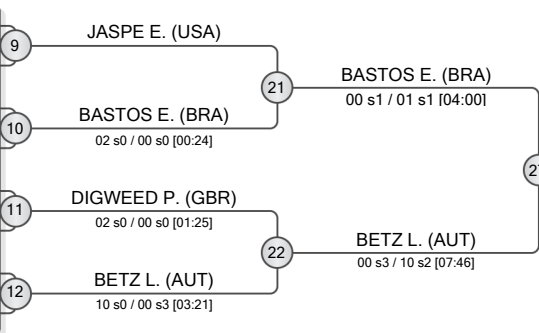 JASPE E. (USA)
9
BASTOS E. (BRA)
21
00 s1 / 01 s1 [04:00]
BASTOS E. (BRA)
10
02 s0 / 00 s0 [00:24]
27
DIGWEED P. (GBR)
11
02 s0 / 00 s0 [01:25]
BETZ L. (AUT)
22
00 s3 / 10 s2 [07:46]
BETZ L. (AUT)
12
10 s0 / 00 s3 [03:21]